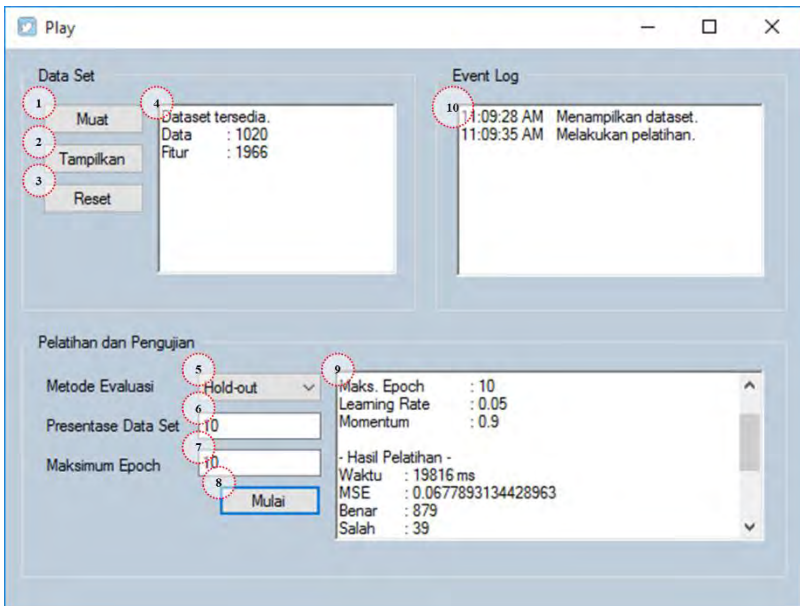 Play
Data Set
1
Muat
2
Tampilkan
3
Reset
4
Dataset tersedia.
Data : 1020
Fitur : 1966
Event Log
10
11:09:28 AM Menampilkan dataset.
11:09:35 AM Melakukan pelatihan.
Pelatihan dan Pengujian
5
Metode Evaluasi Hold-out
6
Presentase Data Set 10
7
Maksimum Epoch 10
8
Mulai
9
Maks. Epoch : 10
Learning Rate : 0.05
Momentum : 0.9
- Hasil Pelatihan -
Waktu : 19816 ms
MSE : 0.0677893134428963
Benar : 879
Salah : 39